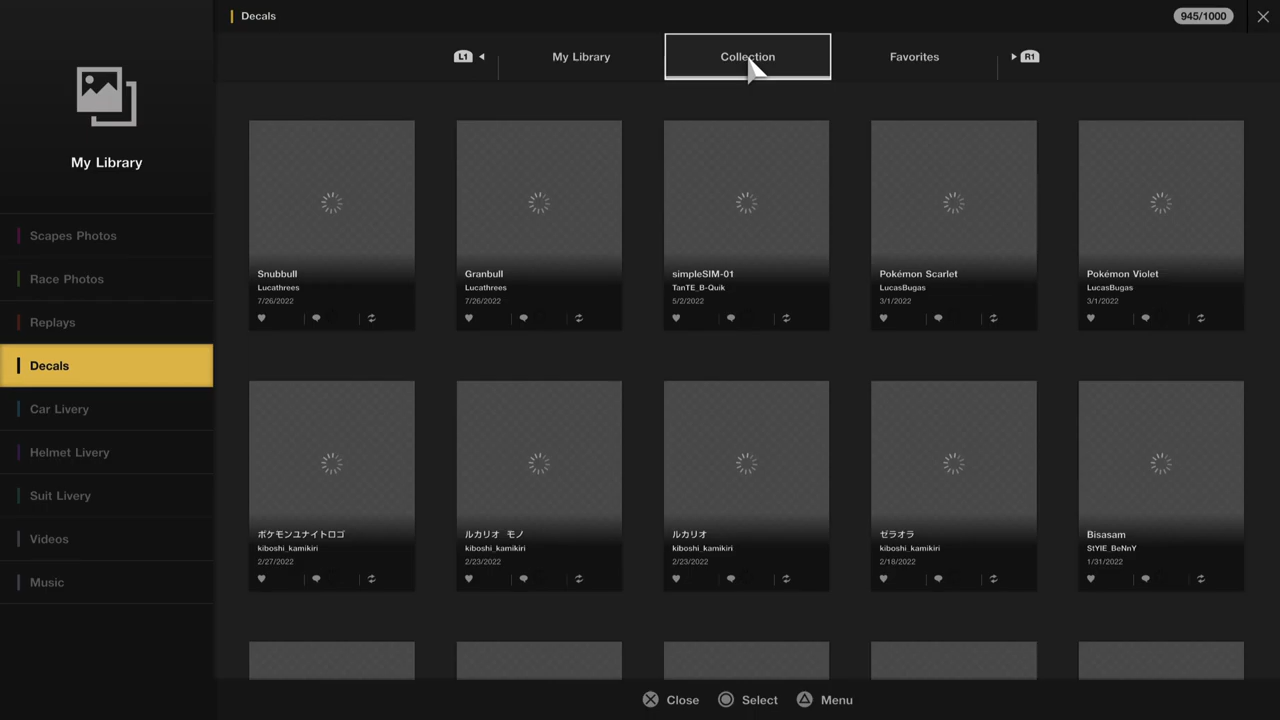 Decals
945/1000
L1
My Library
Collection
Favorites
R1
My Library
Scapes Photos
Race Photos
Replays
Decals
Car Livery
Helmet Livery
Suit Livery
Videos
Music
Snubbull
Lucathrees
7/26/2022
Granbull
Lucathrees
7/26/2022
simpleSIM-01
TanTE_B-Quik
5/2/2022
Pokémon Scarlet
LucasBugas
3/1/2022
Pokémon Violet
LucasBugas
3/1/2022
ポケモンユナイトロゴ
kiboshi_kamikiri
2/27/2022
ルカリオ モノ
kiboshi_kamikiri
2/23/2022
ルカリオ
kiboshi_kamikiri
2/23/2022
ゼラオラ
kiboshi_kamikiri
2/16/2022
Bisasam
StYlE_BeNnY
1/31/2022
Close
Select
Menu